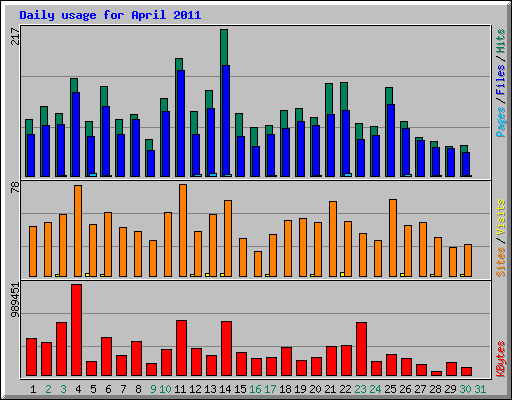 Daily usage for April 2011
217
Pages / Files / Hits
78
Sites / Visits
989451
KBytes
1 2 3 4 5 6 7 8 9 10 11 12 13 14 15 16 17 18 19 20 21 22 23 24 25 26 27 28 29 30 31